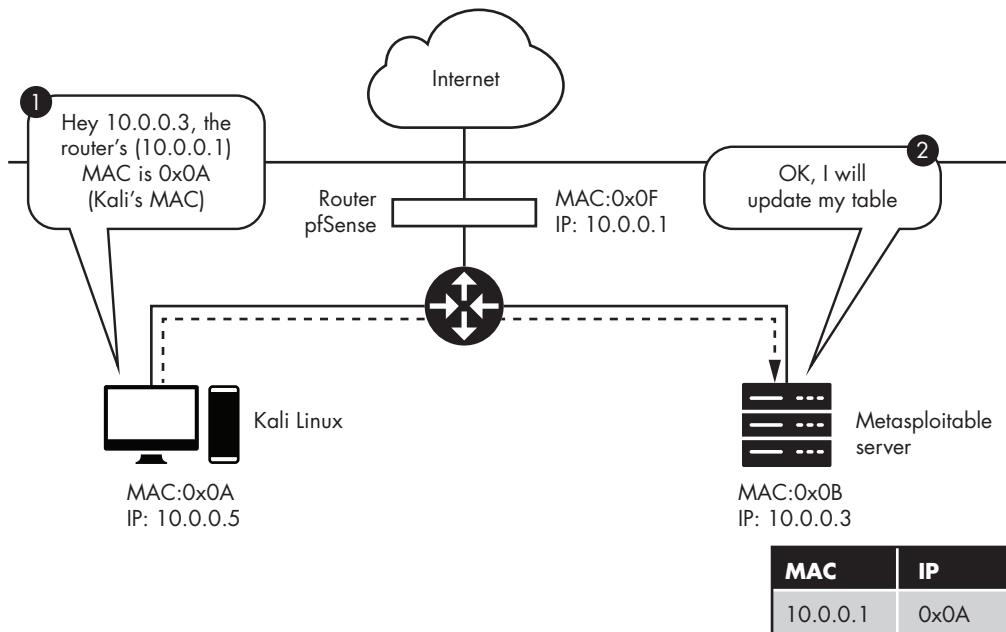 Internet
1
Hey 10.0.0.3, the
router's (10.0.0.1)
MAC is 0x0A
(Kali's MAC)
2
OK, I will
update my table
Router
pfSense
MAC:0x0F
IP: 10.0.0.1
Kali Linux
MAC:0x0A
IP: 10.0.0.5
Metasploitable
server
MAC:0x0B
IP: 10.0.0.3
MAC IP
10.0.0.1 0x0A